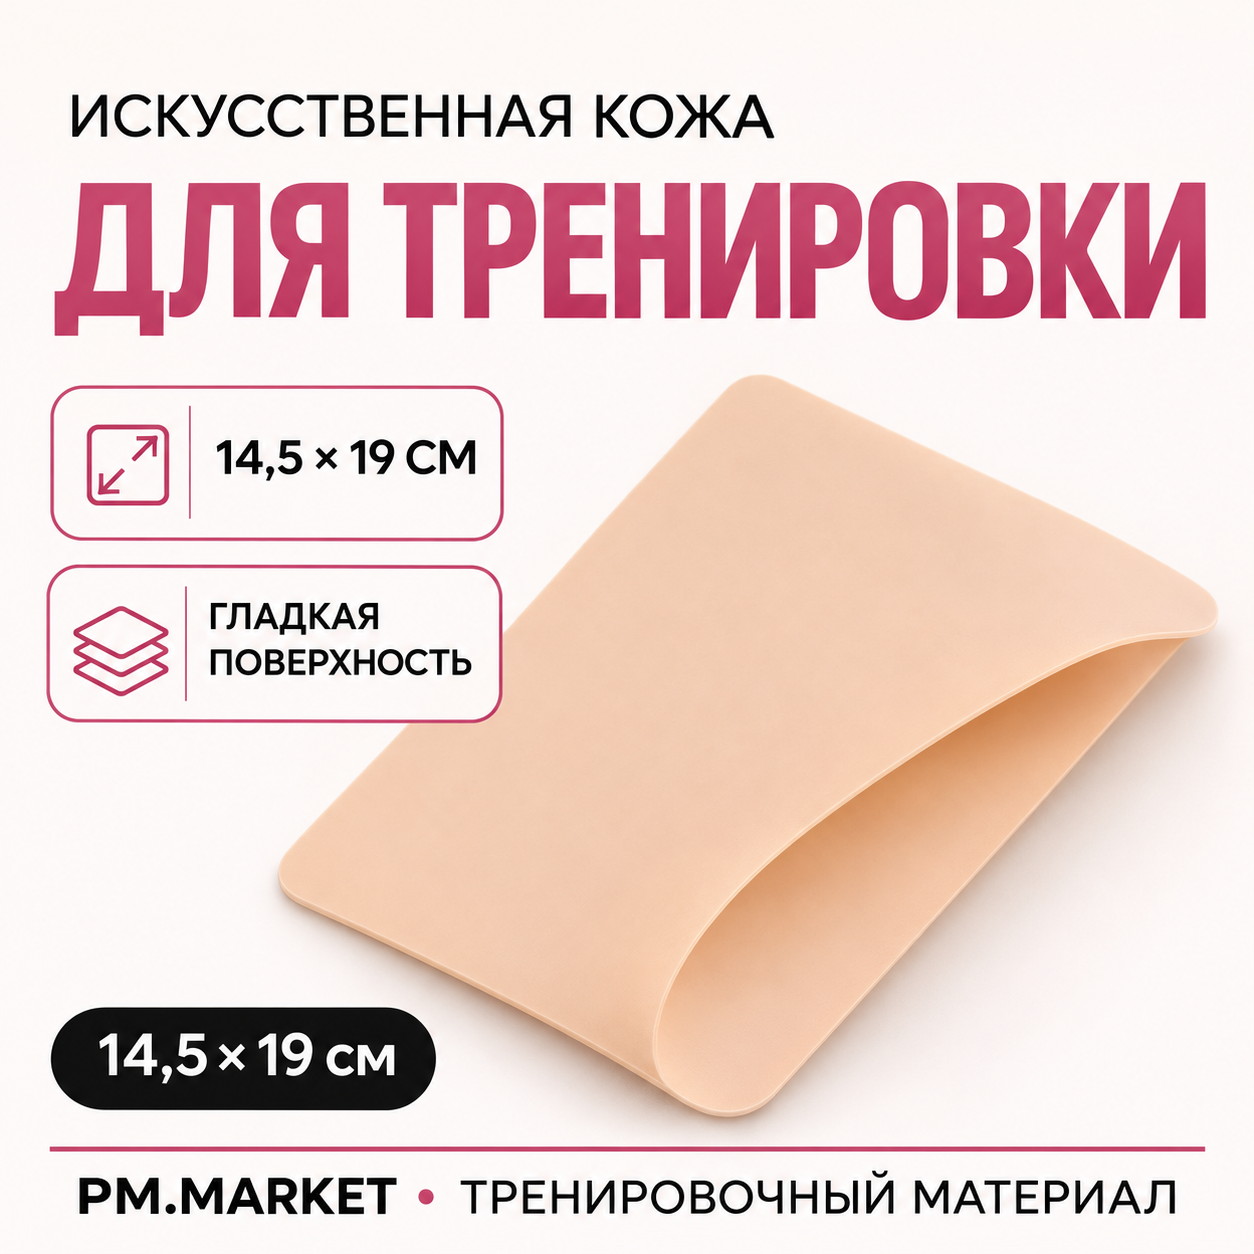 ИСКУССТВЕННАЯ КОЖА
ДЛЯ ТРЕНИРОВКИ
14,5 × 19 СМ
ГЛАДКАЯ
ПОВЕРХНОСТЬ
14,5 × 19 см
PM.MARKET • ТРЕНИРОВОЧНЫЙ МАТЕРИАЛ